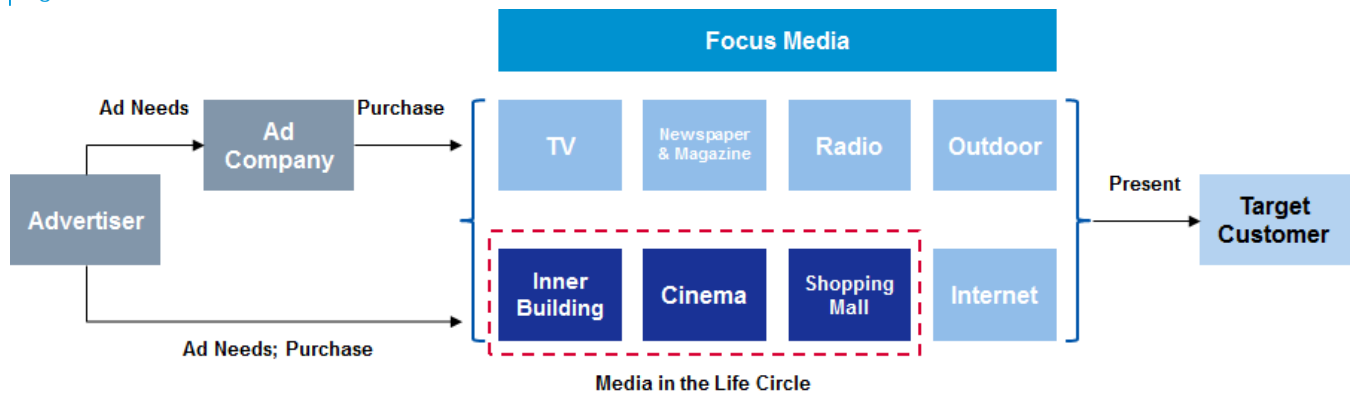 Focus Media
Ad Needs
Ad
Company
Purchase
TV
Newspaper
& Magazine
Radio
Outdoor
Advertiser
Present
Target
Customer
Inner
Building
Cinema
Shopping
Mall
Internet
Ad Needs; Purchase
Media in the Life Circle